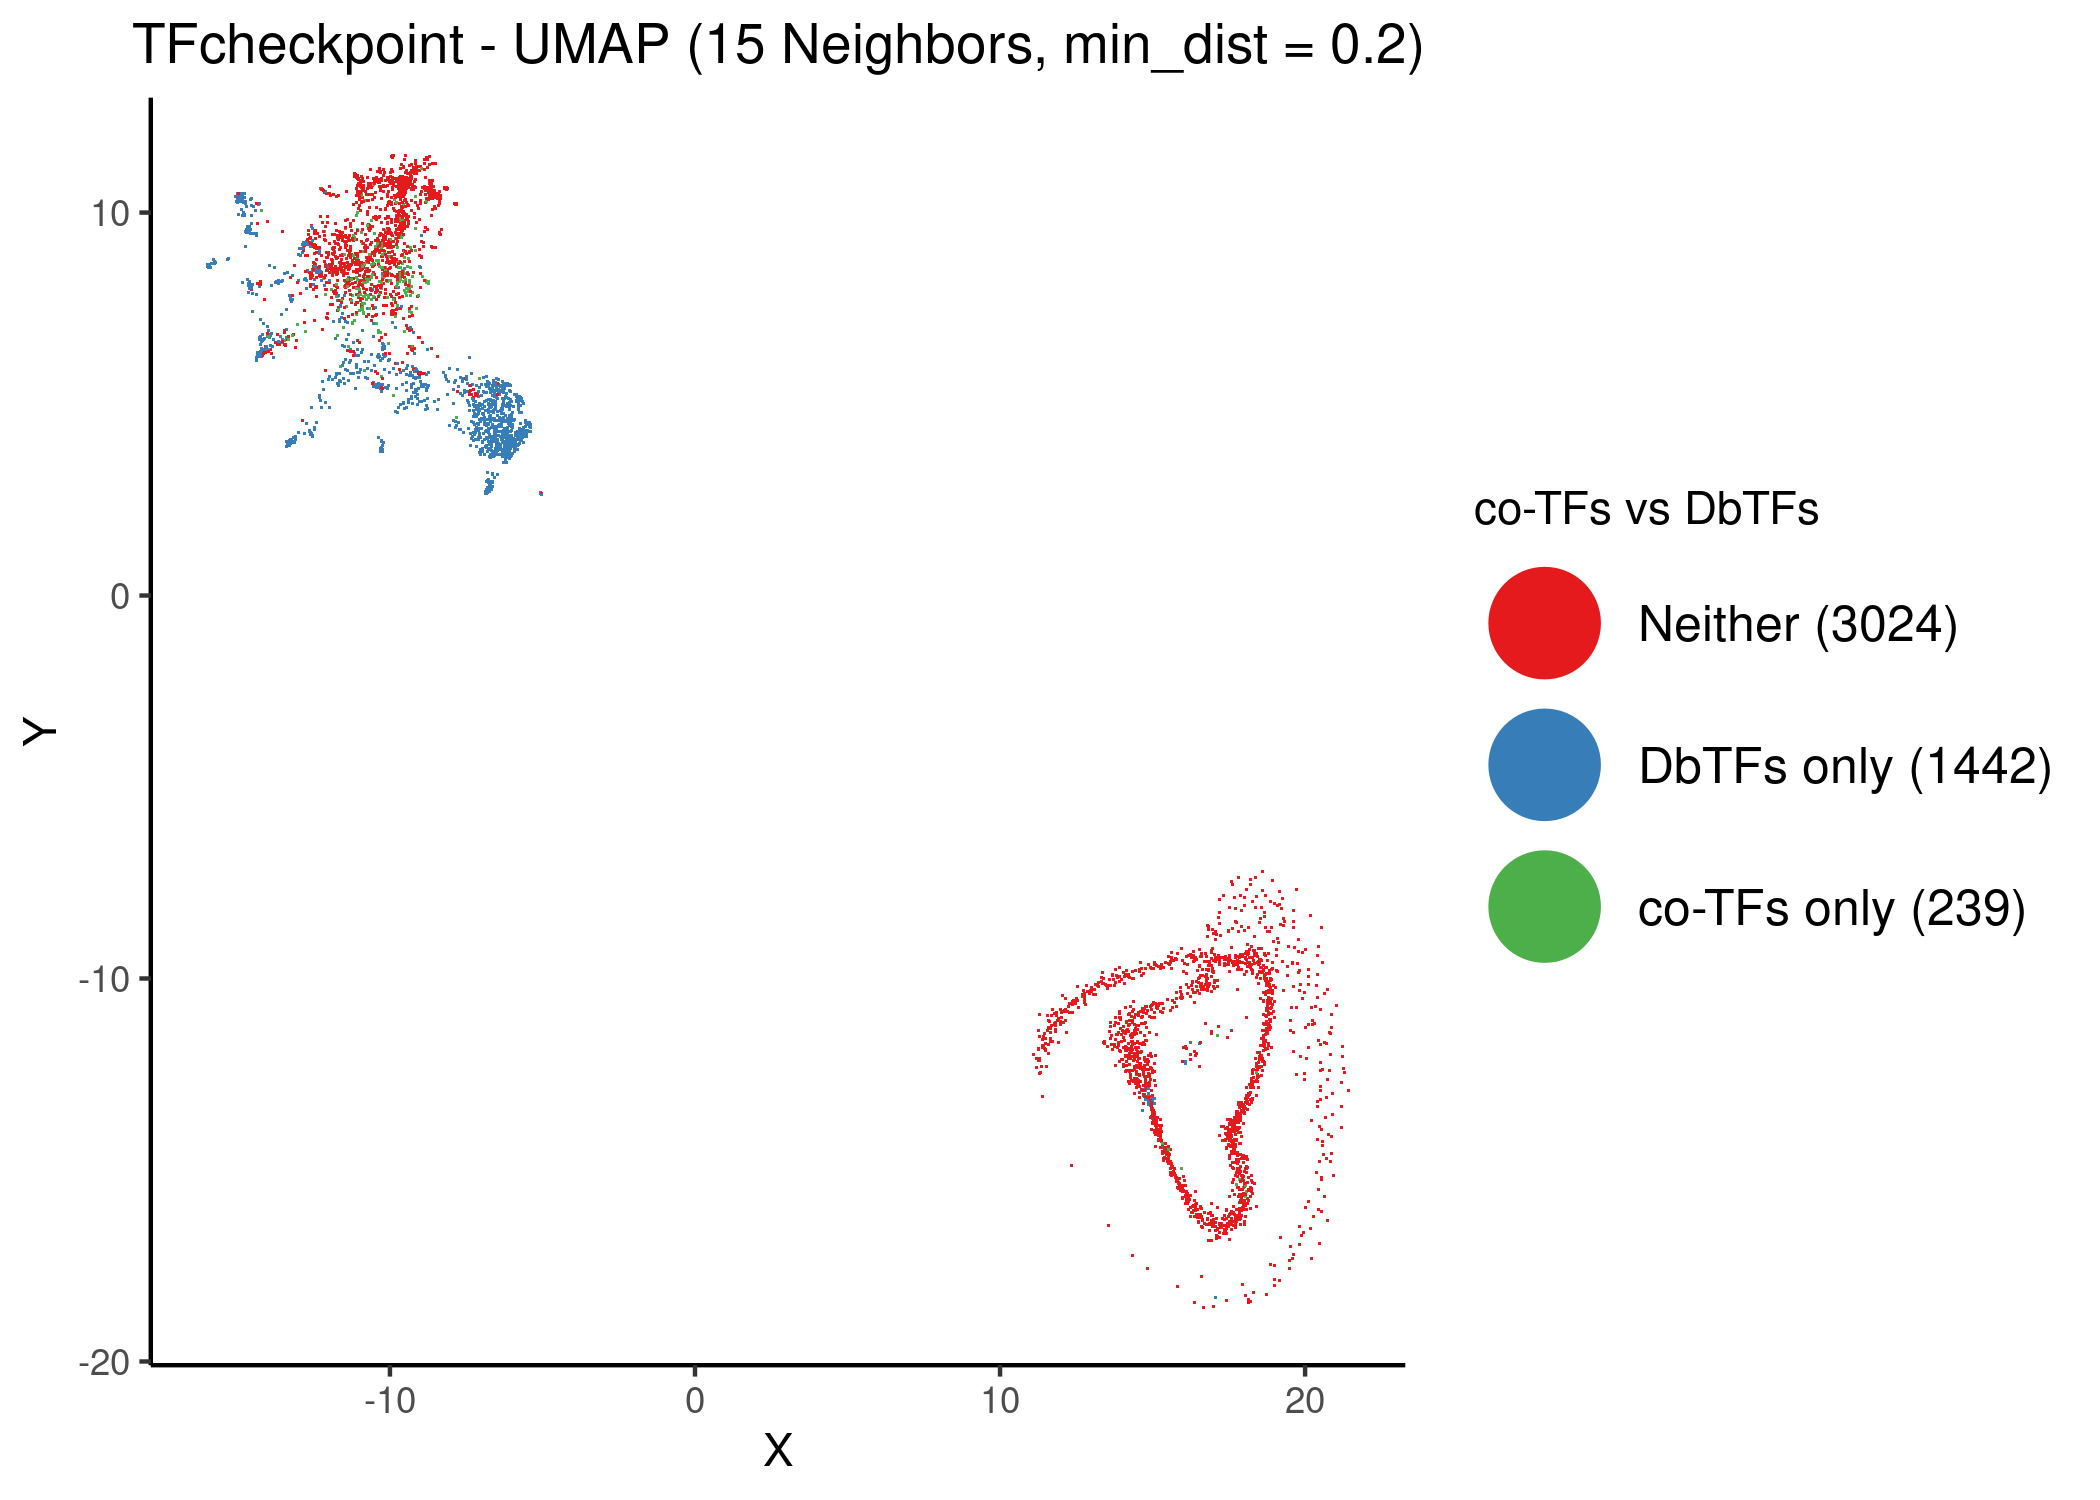 TFcheckpoint - UMAP (15 Neighbors, min_dist = 0.2)
10
0
-10
-20
Y
-10
0
10
20
X
co-TFs vs DbTFs
Neither (3024)
DbTFs only (1442)
co-TFs only (239)